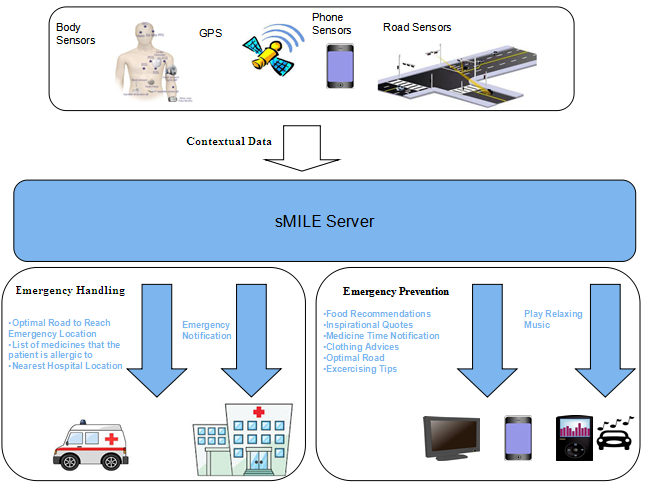 Body
Sensors
GPS
Phone
Sensors
Road Sensors
Contextual Data
sMILE Server
Emergency Handling
•Optimal Road to Reach
Emergency Location
•List of medicines that the
patient is allergic to
•Nearest Hospital Location
Emergency
Notification
Emergency Prevention
•Food Recommendations
•Inspirational Quotes
•Medicine Time Notification
•Clothing Advices
•Optimal Road
•Excercising Tips
Play Relaxing
Music